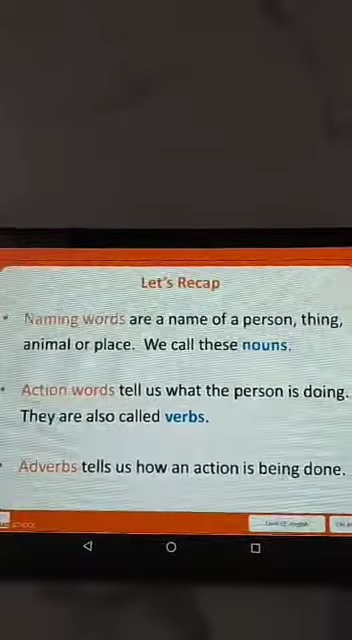 Let's Recap
Naming words are a name of a person, thing,
animal or place. We call these nouns.
Action words tell us what the person is doing.
They are also called verbs.
Adverbs tells us how an action is being done.